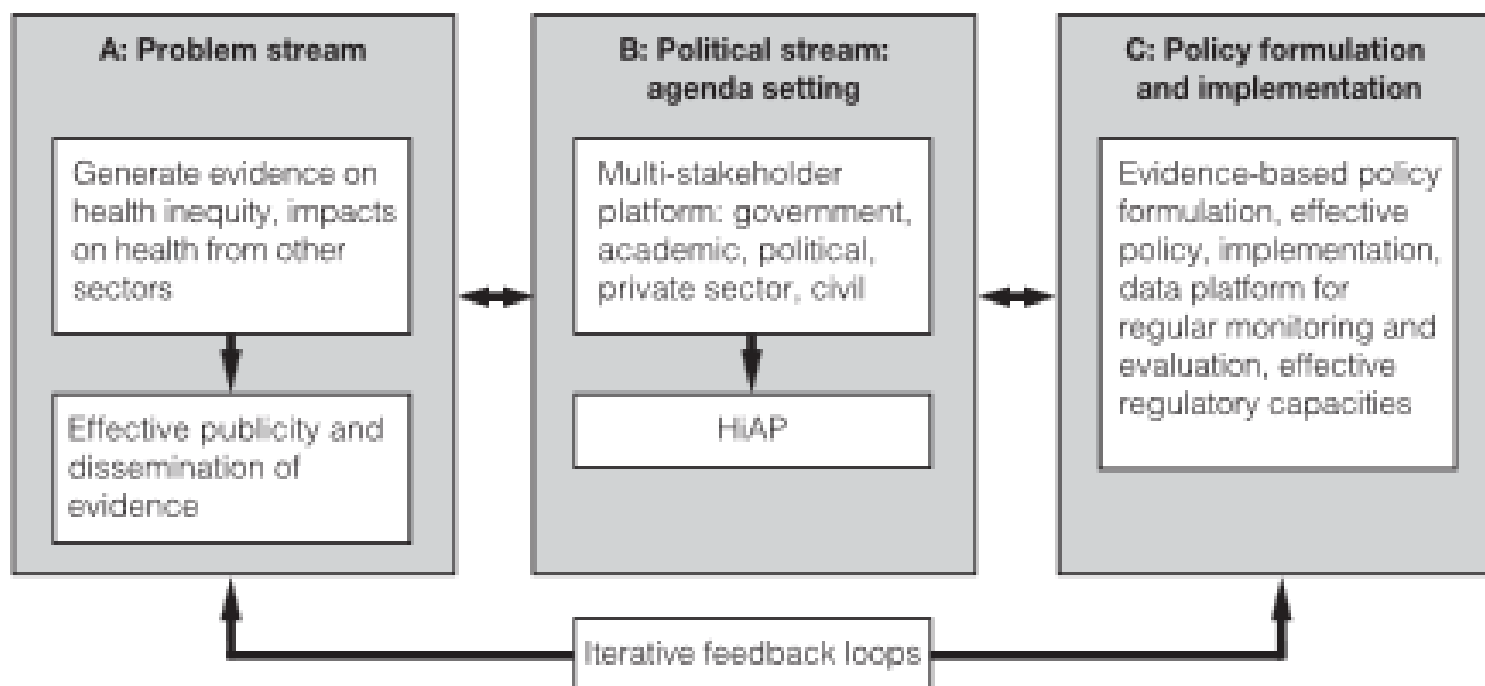 A: Problem stream
Generate evidence on
health inequity, impacts
on health from other
sectors
Effective publicity and
dissemination of
evidence
B: Political stream:
agenda setting
Multi-stakeholder
platform: government,
academic, political,
private sector, civil
HiAP
C: Policy formulation
and implementation
Evidence-based policy
formulation, effective
policy, implementation,
data platform for
regular monitoring and
evaluation, effective
regulatory capacities
Iterative feedback loops